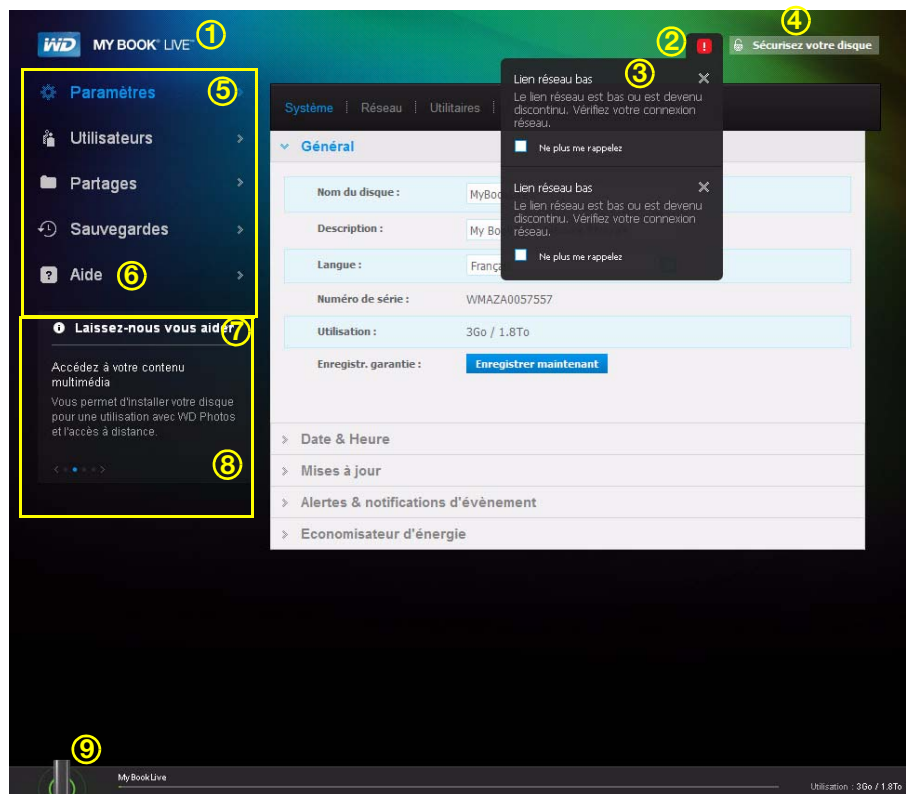 WD MY BOOK® LIVE™ ①
② !
④
Sécurisez votre disque
Paramètres ⑤
Utilisateurs
Partages
Sauvegardes
Aide ⑥
Lien réseau bas ③
Le lien réseau est bas ou est devenu
discontinu. Vérifiez votre connexion
réseau.
Ne plus me rappelez
Lien réseau bas
Le lien réseau est bas ou est devenu
discontinu. Vérifiez votre connexion
réseau.
Ne plus me rappelez
Système | Réseau | Utilitaires |
Général
Nom du disque : MyBoo
Description : My Bo
Langue : França
Numéro de série : WMAZA0057557
Utilisation : 3Go / 1.8To
Enregistr. garantie : Enregistrer maintenant
Date & Heure
Mises à jour
Alertes & notifications d'évènement
Economisateur d'énergie
Laissez-nous vous aider ⑦
Accédez à votre contenu
multimédia
Vous permet d'installer votre disque
pour une utilisation avec WD Photos
et l'accès à distance.
⑧
⑨
MyBookLive
Utilisation : 3Go / 1.8To